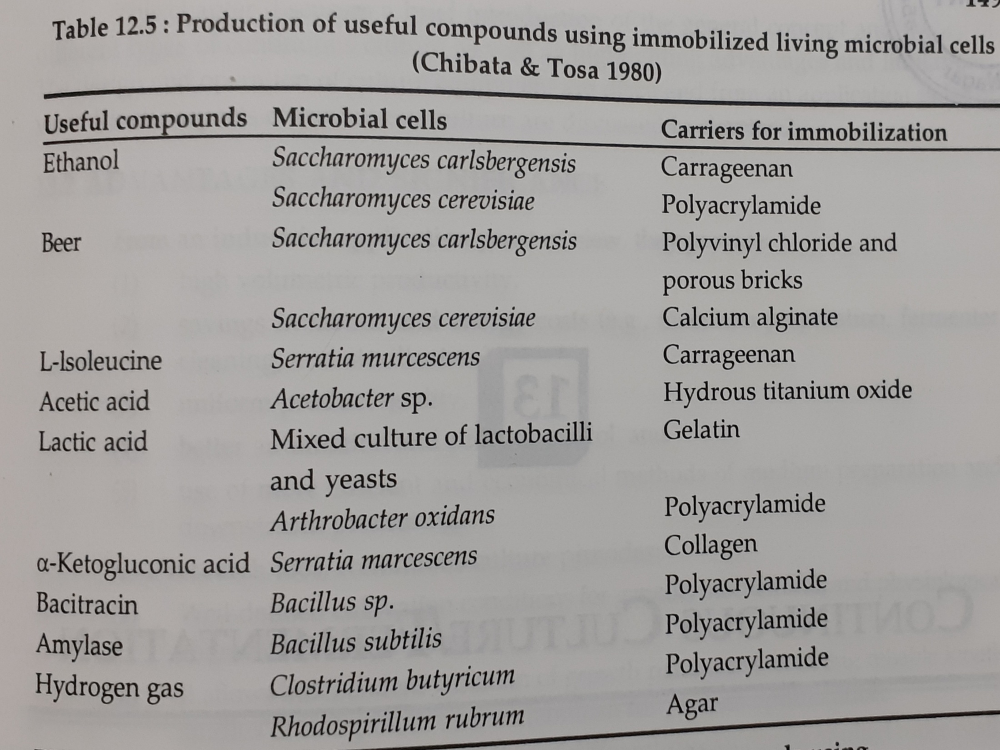 Table 12.5 : Production of useful compounds using immobilized living microbial cells
(Chibata & Tosa 1980)
Useful compounds Microbial cells Carriers for immobilization
Ethanol Saccharomyces carlsbergensis Carrageenan
Saccharomyces cerevisiae Polyacrylamide
Beer Saccharomyces carlsbergensis Polyvinyl chloride and
porous bricks
Saccharomyces cerevisiae Calcium alginate
L-lsoleucine Serratia murcescens Carrageenan
Acetic acid Acetobacter sp. Hydrous titanium oxide
Lactic acid Mixed culture of lactobacilli Gelatin
and yeasts
Arthrobacter oxidans Polyacrylamide
α-Ketogluconic acid Serratia marcescens Collagen
Bacitracin Bacillus sp. Polyacrylamide
Amylase Bacillus subtilis Polyacrylamide
Hydrogen gas Clostridium butyricum Polyacrylamide
Rhodospirillum rubrum Agar